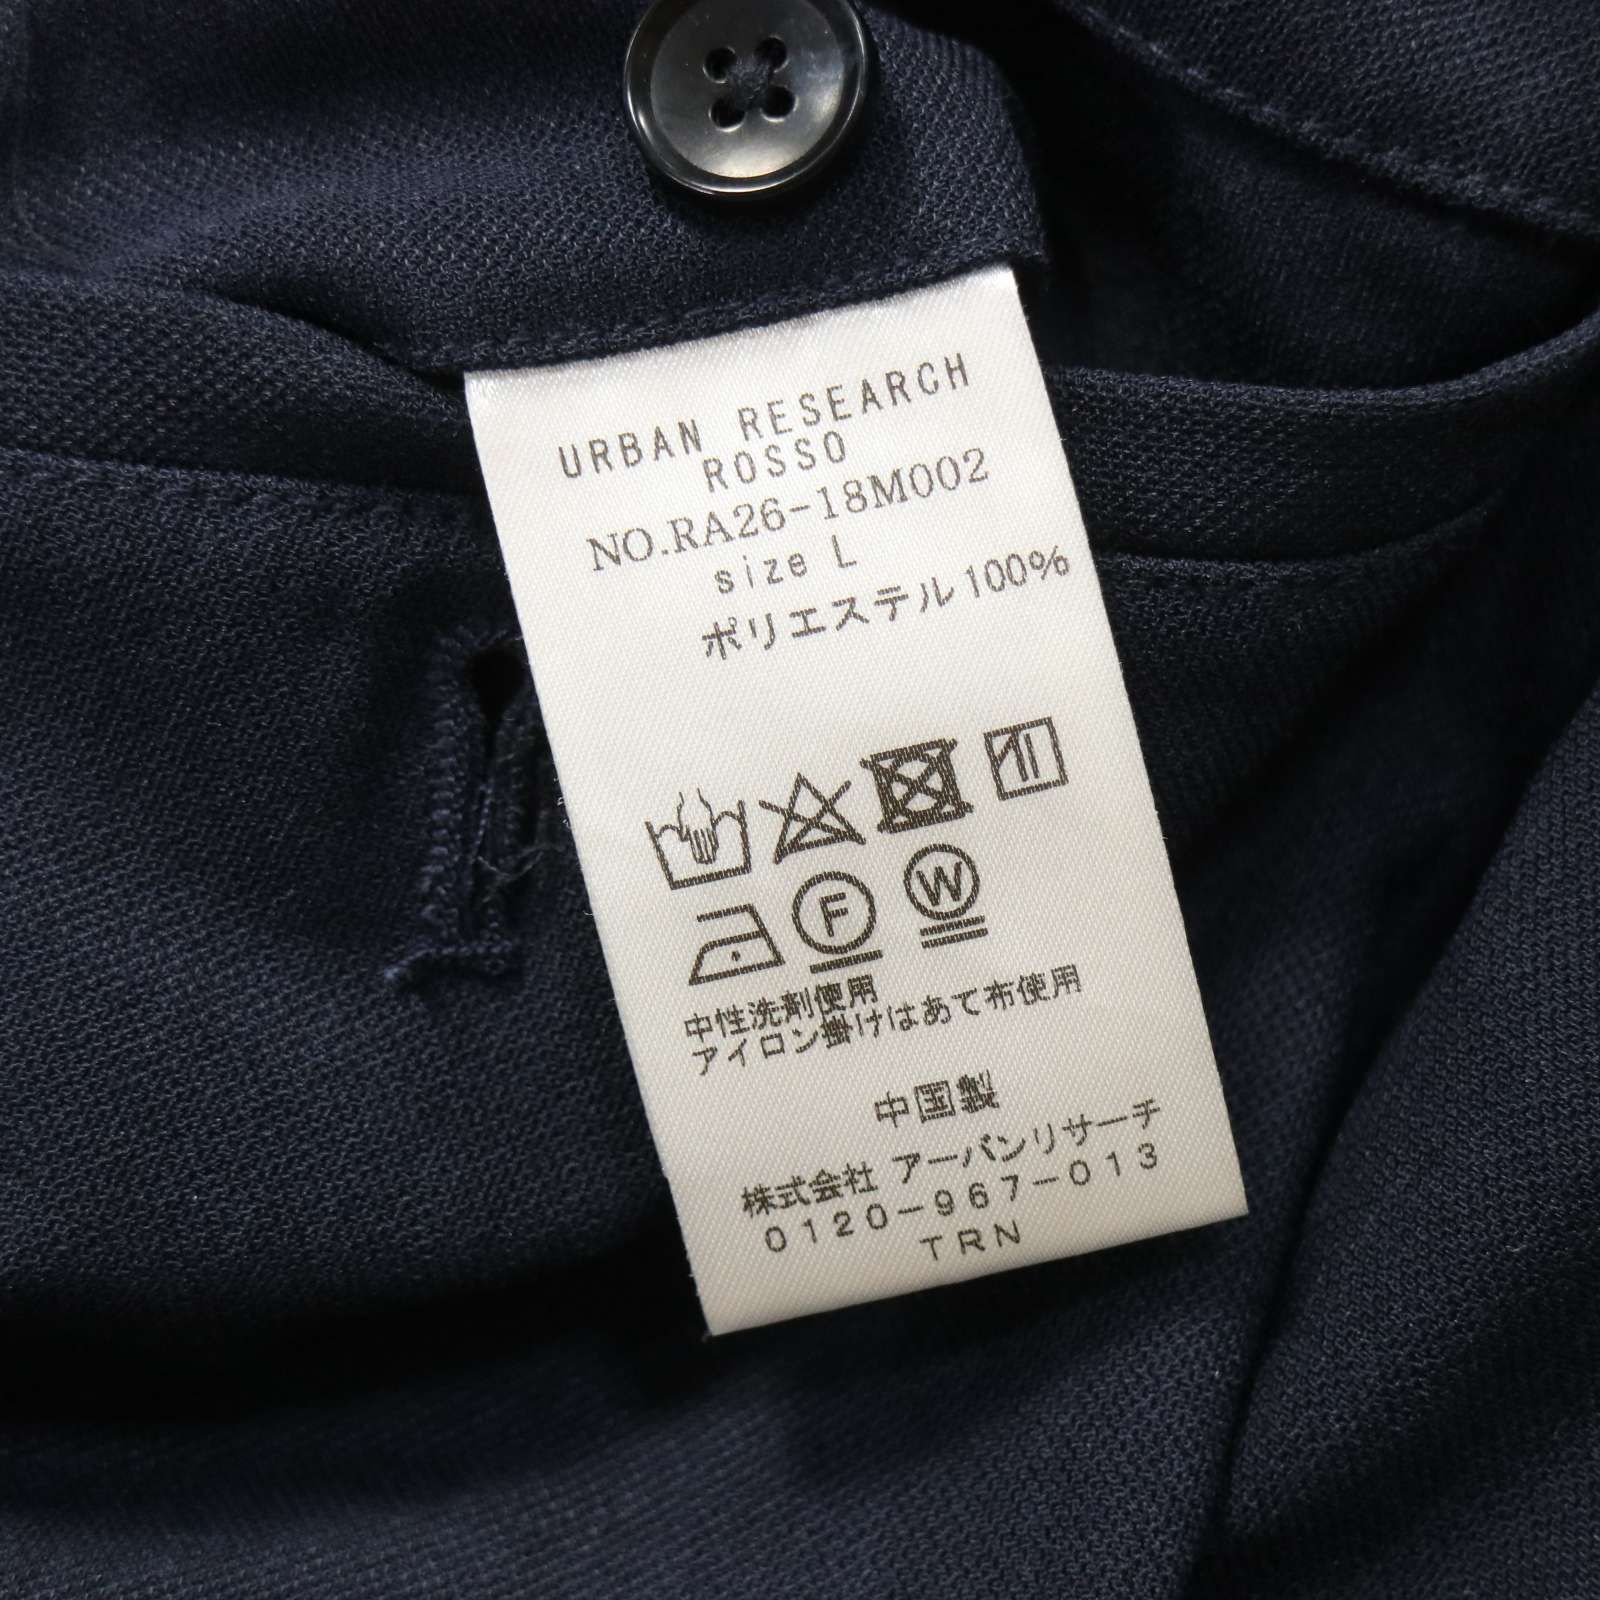 URBAN RESEARCH
ROSSO
NO.RA26-18M002
size L
ポリエステル100%
F
W
中性洗剤使用
アイロン掛けはあて布使用
中国製
株式会社 アーバンリサーチ
0120-967-013
TRN